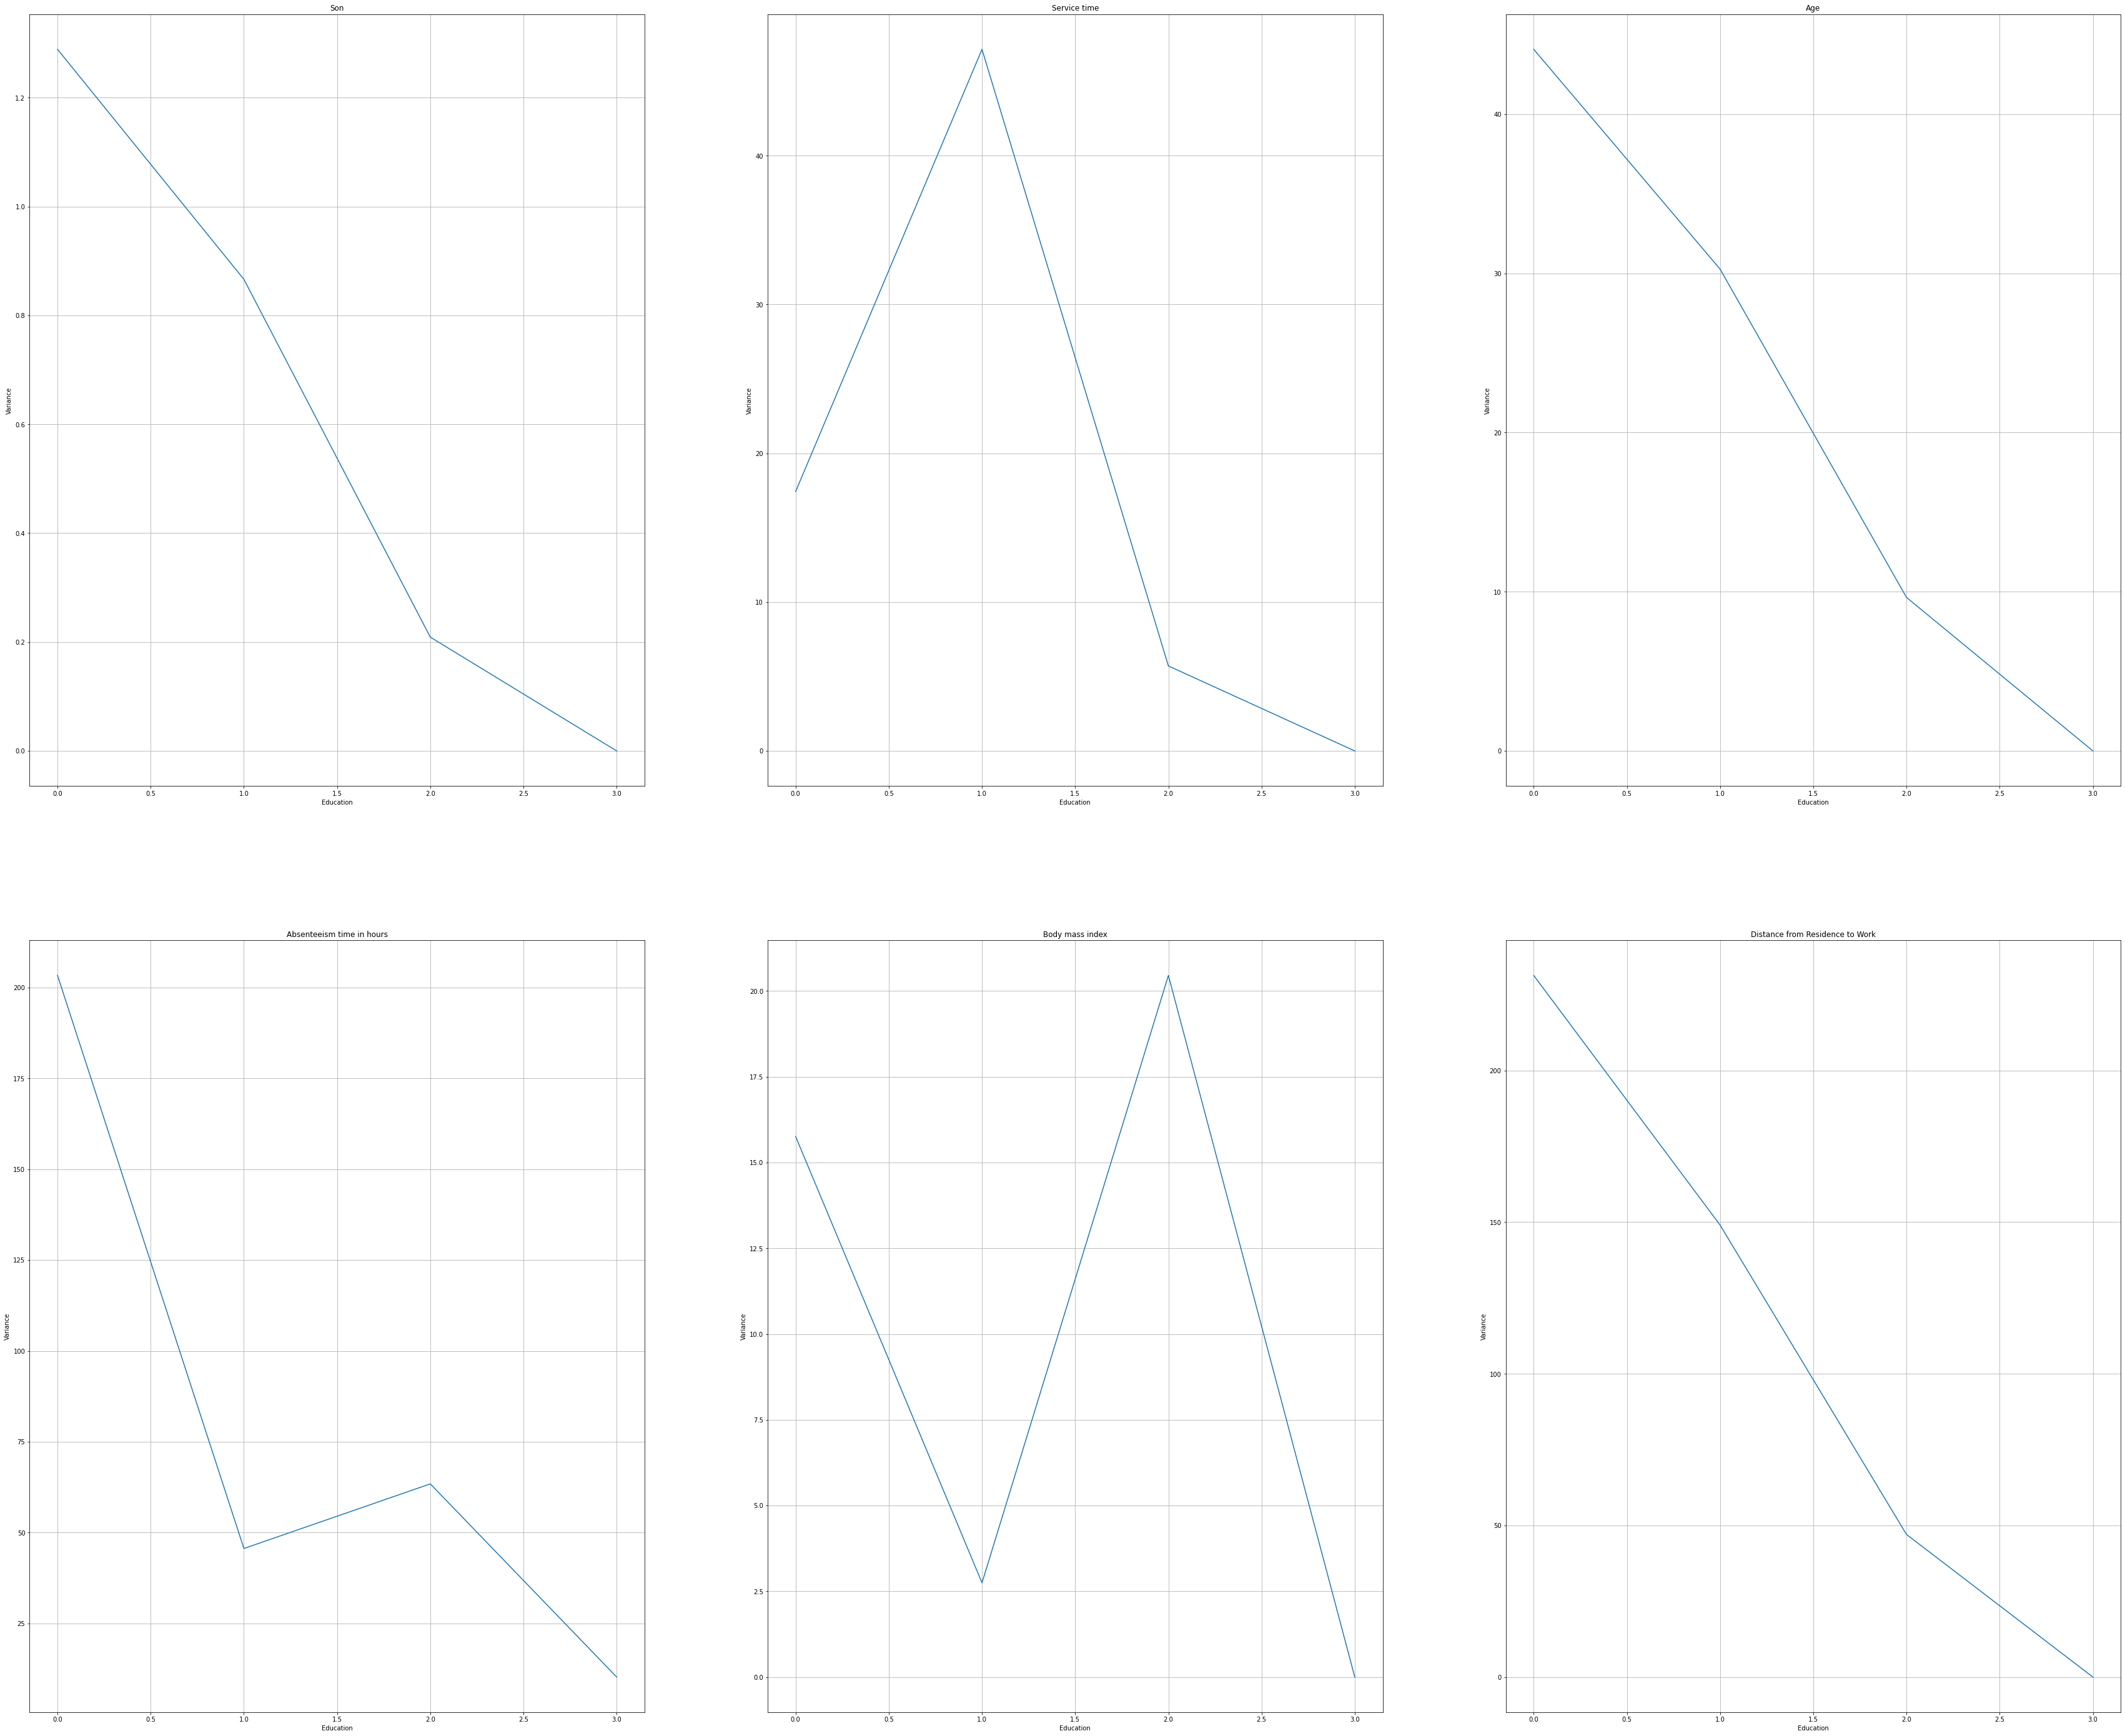 Son
1.2
1.0
0.8
0.6
0.4
0.2
0.0
Variance
0.0 0.5 1.0 1.5 2.0 2.5 3.0
Education
Service time
40
30
20
10
0
Variance
0.0 0.5 1.0 1.5 2.0 2.5 3.0
Education
Age
40
30
20
10
0
Variance
0.0 0.5 1.0 1.5 2.0 2.5 3.0
Education
Absenteeism time in hours
200
175
150
125
100
75
50
25
Variance
0.0 0.5 1.0 1.5 2.0 2.5 3.0
Education
Body mass index
20.0
17.5
15.0
12.5
10.0
7.5
5.0
2.5
0.0
Variance
0.0 0.5 1.0 1.5 2.0 2.5 3.0
Education
Distance from Residence to Work
200
150
100
50
0
Variance
0.0 0.5 1.0 1.5 2.0 2.5 3.0
Education